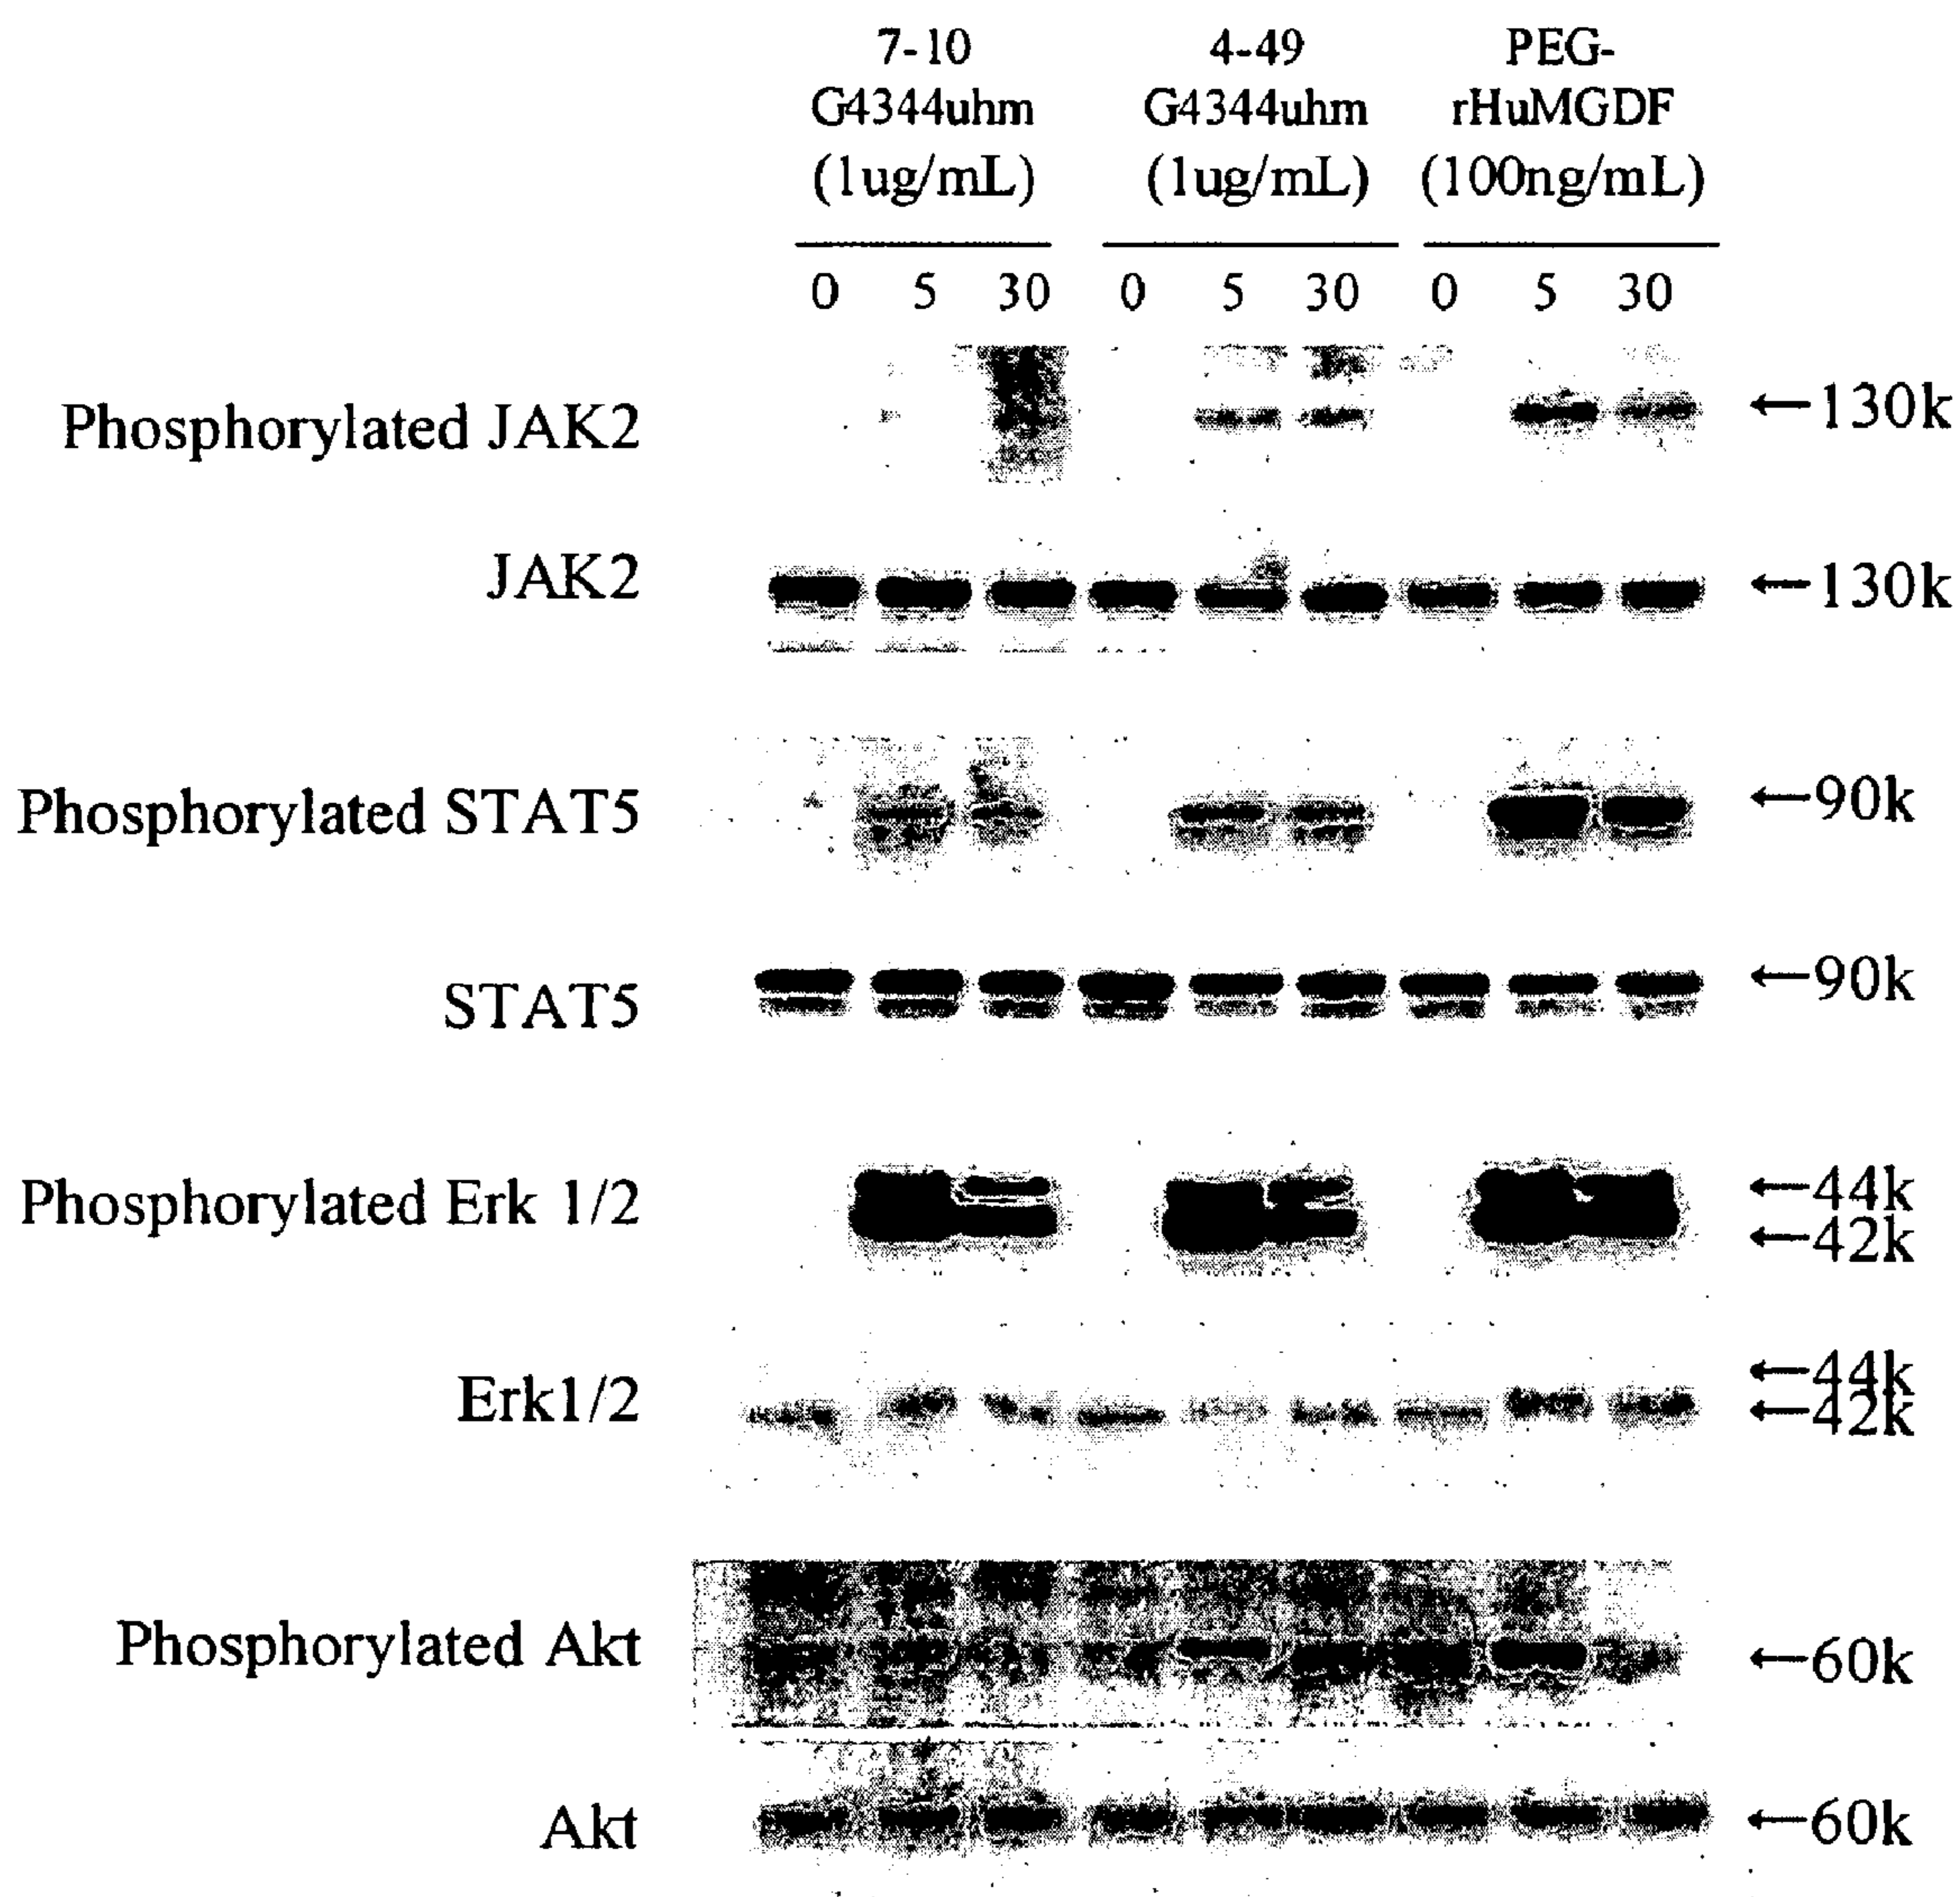 7-10 4-49 PEG-
G4344uhm G4344uhm rHuMGDF
(1ug/mL) (1ug/mL) (100ng/mL)
0 5 30 0 5 30 0 5 30
Phosphorylated JAK2 ←130k
JAK2 ←130k
Phosphorylated STAT5 ←90k
STAT5 ←90k
Phosphorylated Erk 1/2 ←44k
←42k
Erk1/2 ←44k
←42k
Phosphorylated Akt ←60k
Akt ←60k